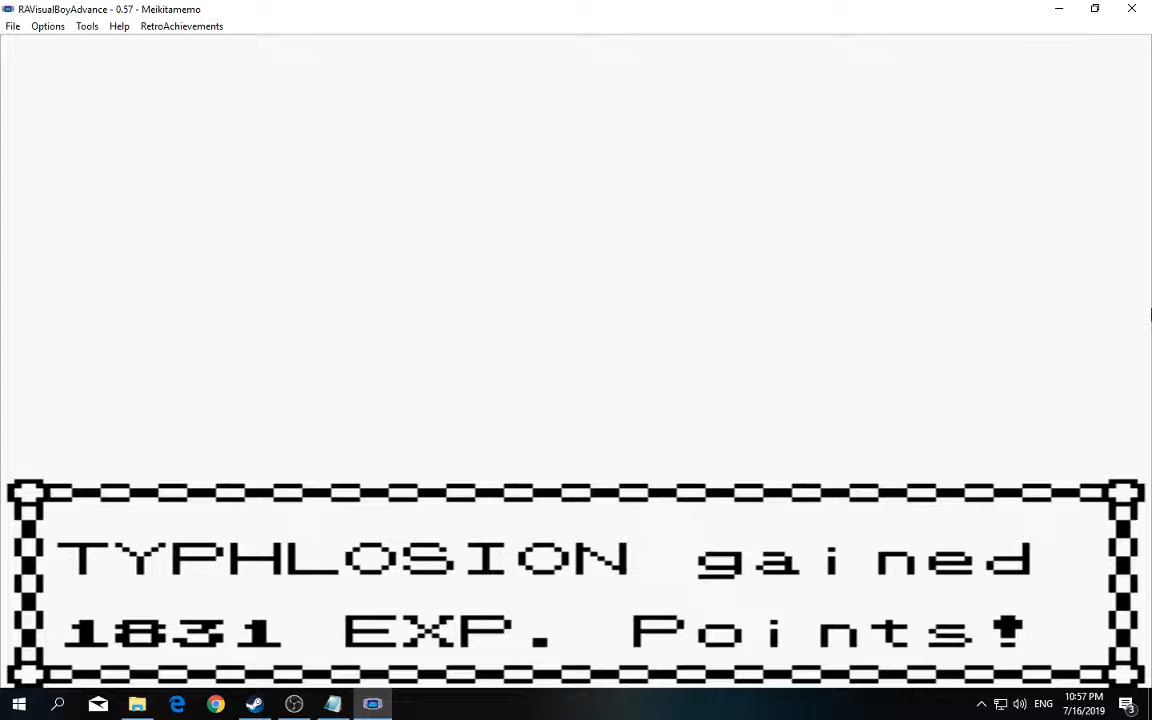 RAVisualBoyAdvance - 0.57 - Meikitamemo
File Options Tools Help RetroAchievements
TYPHLOSION gained
1831 EXP. Points!
ENG
10:57 PM
7/16/2019
3